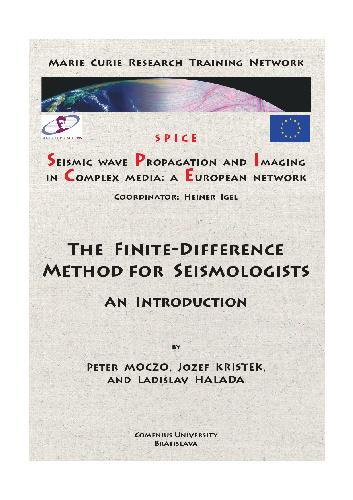 MARIE CURIE RESEARCH TRAINING NETWORK
SPICE
SEISMIC WAVE PROPAGATION AND IMAGING
IN COMPLEX MEDIA: A EUROPEAN NETWORK
COORDINATOR: HEINER IGEL
THE FINITE-DIFFERENCE
METHOD FOR SEISMOLOGISTS
AN INTRODUCTION
BY
PETER MOCZO, JOZEF KRISTEK,
AND LADISLAV HALADA
COMENIUS UNIVERSITY
BRATISLAVA